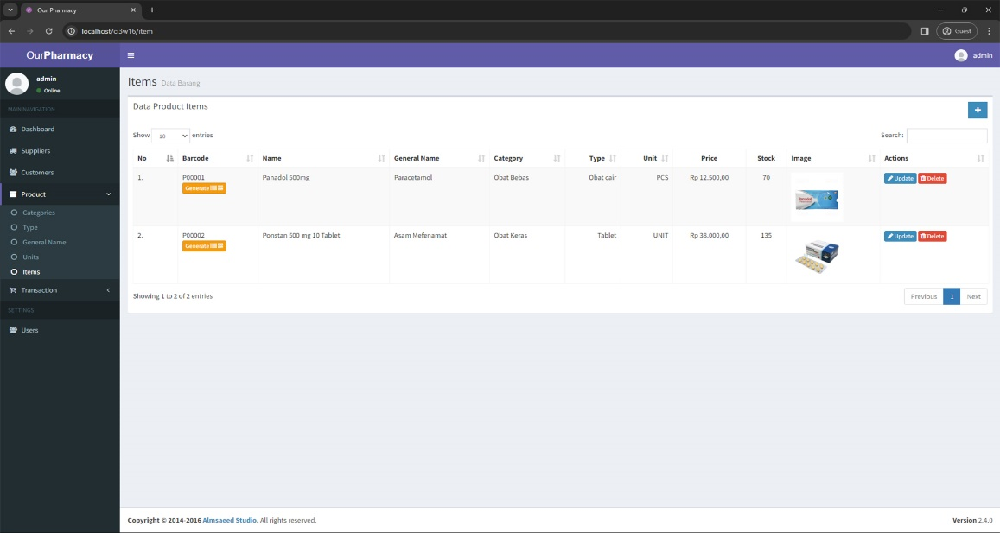 Our Pharmacy
localhost/ci3w16/item
Guest
OurPharmacy
admin
admin
Online
MAIN NAVIGATION
Dashboard
Suppliers
Customers
Product
Categories
Type
General Name
Units
Items
Transaction
SETTINGS
Users
Items Data Barang
Data Product Items
Show 10 entries
Search:
No Barcode Name General Name Category Type Unit Price Stock Image Actions
1. P00001 Panadol 500mg Paracetamol Obat Bebas Obat cair PCS Rp 12.500,00 70 Update Delete
Generate
2. P00002 Ponstan 500 mg 10 Tablet Asam Mefenamat Obat Keras Tablet UNIT Rp 38.000,00 135 Update Delete
Generate
Showing 1 to 2 of 2 entries
Previous 1 Next
Copyright © 2014-2016 Almsaeed Studio. All rights reserved.
Version 2.4.0